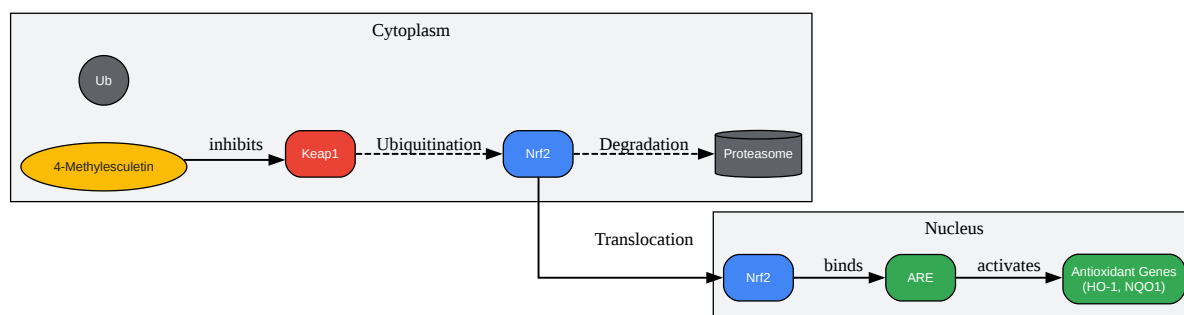 Cytoplasm
Ub
4-Methylesculetin
inhibits
Keap1
Ubiquitination
Nrf2
Degradation
Proteasome
Translocation
Nucleus
Nrf2
binds
ARE
activates
Antioxidant Genes
(HO-1, NQO1)